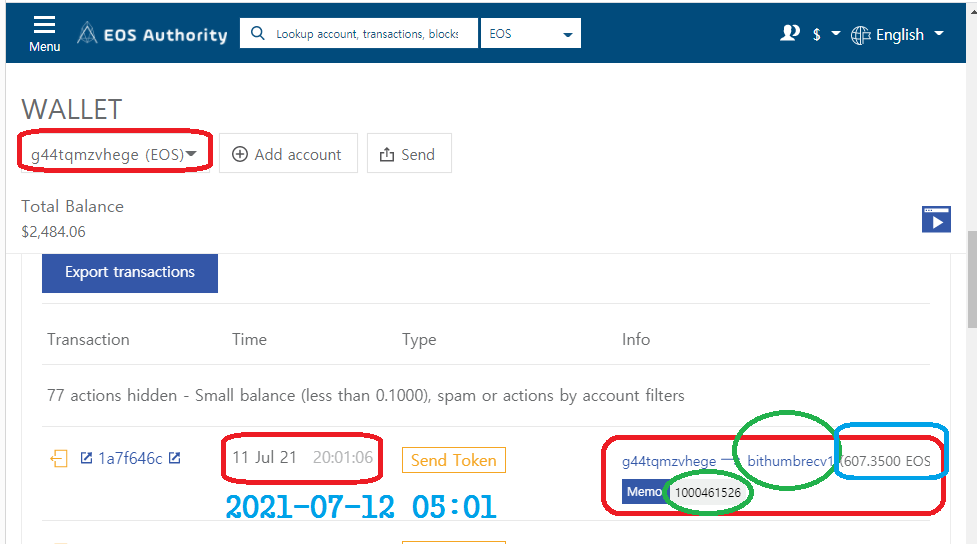 Menu
EOS Authority
Lookup account, transactions, blocks
EOS
$
English
WALLET
g44tqmzvhege (EOS)
Add account
Send
Total Balance
$2,484.06
Export transactions
Transaction Time Type Info
77 actions hidden - Small balance (less than 0.1000), spam or actions by account filters
1a7f646c 11 Jul 21 20:01:06 Send Token g44tqmzvhege → bithumbrecv1 (607.3500 EOS
Memo 1000461526
2021-07-12 05:01